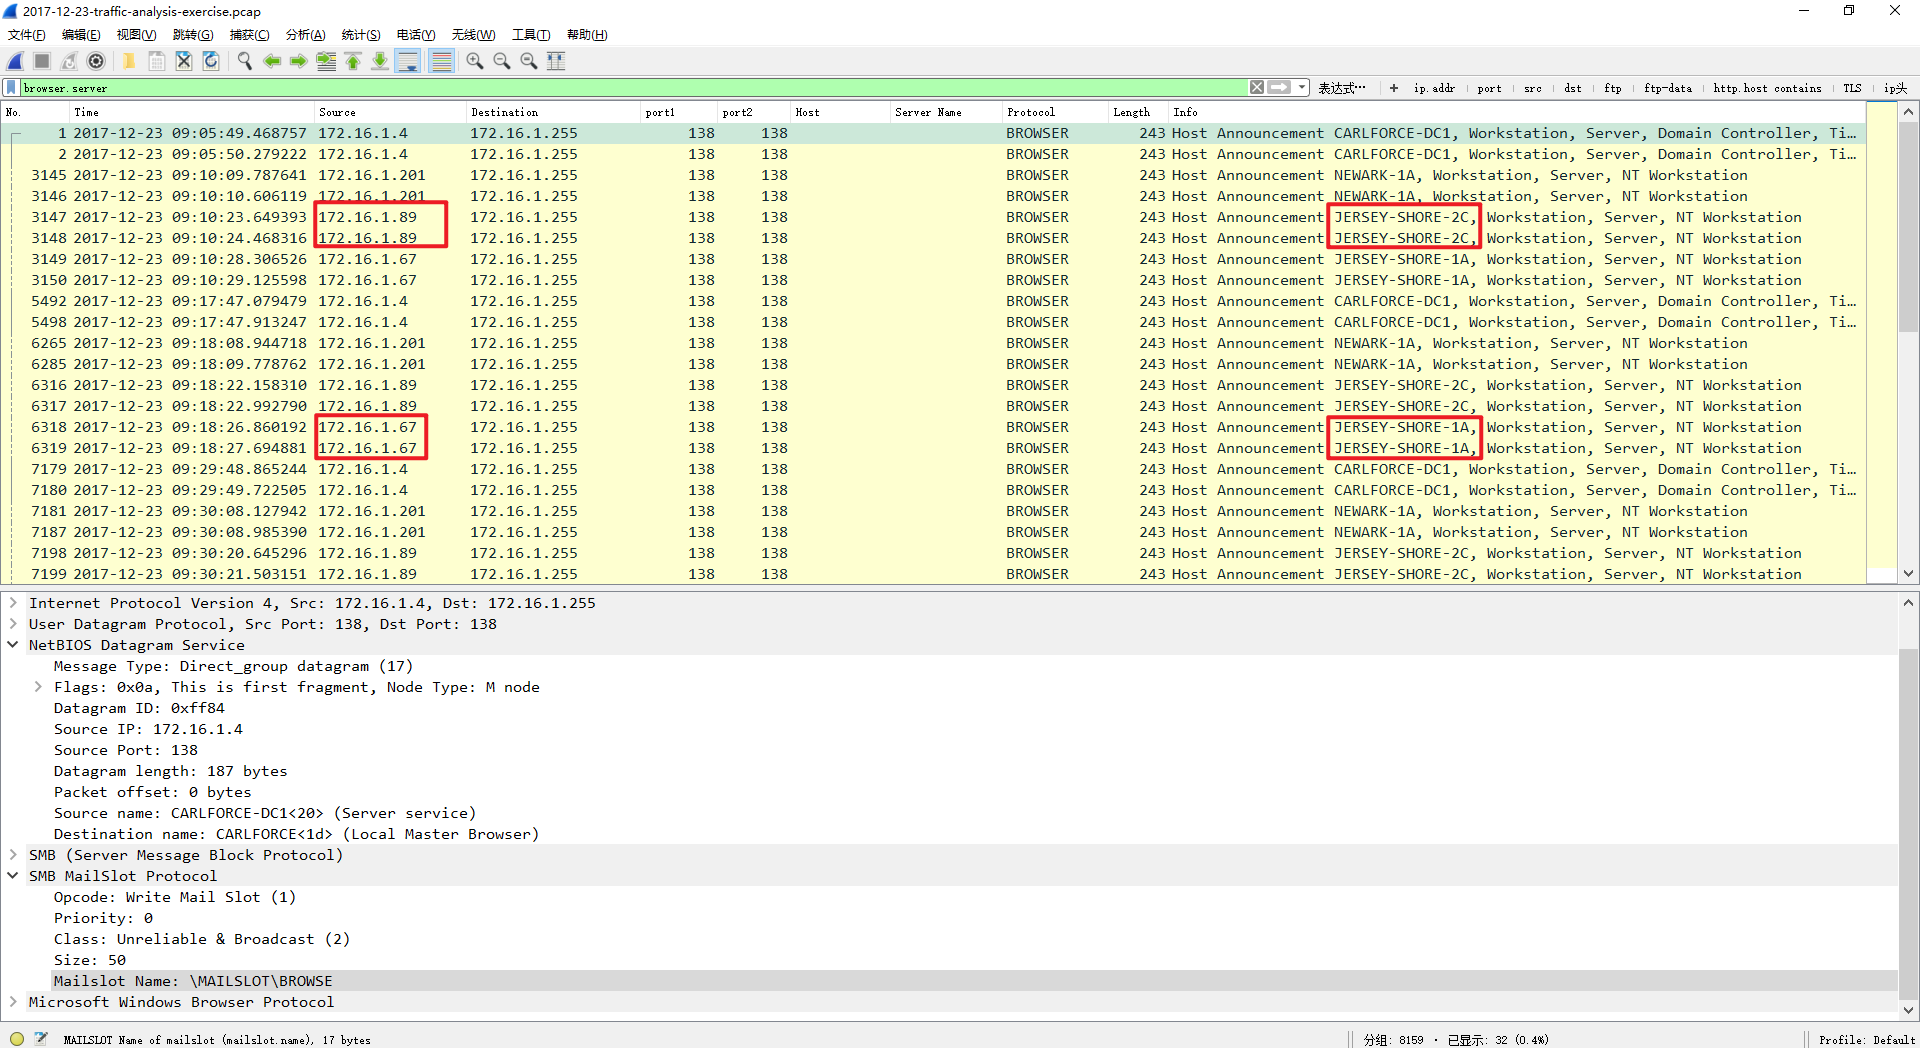 2017-12-23-traffic-analysis-exercise.pcap
文件(F) 编辑(E) 视图(V) 跳转(G) 捕获(C) 分析(A) 统计(S) 电话(Y) 无线(W) 工具(T) 帮助(H)
browser.server 表达式… + ip.addr port src dst ftp ftp-data http.host contains TLS ip头
No. Time Source Destination port1 port2 Host Server Name Protocol Length Info
1 2017-12-23 09:05:49.468757 172.16.1.4 172.16.1.255 138 138 BROWSER 243 Host Announcement CARLFORCE-DC1, Workstation, Server, Domain Controller, Ti…
2 2017-12-23 09:05:50.279222 172.16.1.4 172.16.1.255 138 138 BROWSER 243 Host Announcement CARLFORCE-DC1, Workstation, Server, Domain Controller, Ti…
3145 2017-12-23 09:10:09.787641 172.16.1.201 172.16.1.255 138 138 BROWSER 243 Host Announcement NEWARK-1A, Workstation, Server, NT Workstation
3146 2017-12-23 09:10:10.606119 172.16.1.201 172.16.1.255 138 138 BROWSER 243 Host Announcement NEWARK-1A, Workstation, Server, NT Workstation
3147 2017-12-23 09:10:23.649393 172.16.1.89 172.16.1.255 138 138 BROWSER 243 Host Announcement JERSEY-SHORE-2C, Workstation, Server, NT Workstation
3148 2017-12-23 09:10:24.468316 172.16.1.89 172.16.1.255 138 138 BROWSER 243 Host Announcement JERSEY-SHORE-2C, Workstation, Server, NT Workstation
3149 2017-12-23 09:10:28.306526 172.16.1.67 172.16.1.255 138 138 BROWSER 243 Host Announcement JERSEY-SHORE-1A, Workstation, Server, NT Workstation
3150 2017-12-23 09:10:29.125598 172.16.1.67 172.16.1.255 138 138 BROWSER 243 Host Announcement JERSEY-SHORE-1A, Workstation, Server, NT Workstation
5492 2017-12-23 09:17:47.079479 172.16.1.4 172.16.1.255 138 138 BROWSER 243 Host Announcement CARLFORCE-DC1, Workstation, Server, Domain Controller, Ti…
5498 2017-12-23 09:17:47.913247 172.16.1.4 172.16.1.255 138 138 BROWSER 243 Host Announcement CARLFORCE-DC1, Workstation, Server, Domain Controller, Ti…
6265 2017-12-23 09:18:08.944718 172.16.1.201 172.16.1.255 138 138 BROWSER 243 Host Announcement NEWARK-1A, Workstation, Server, NT Workstation
6285 2017-12-23 09:18:09.778762 172.16.1.201 172.16.1.255 138 138 BROWSER 243 Host Announcement NEWARK-1A, Workstation, Server, NT Workstation
6316 2017-12-23 09:18:22.158310 172.16.1.89 172.16.1.255 138 138 BROWSER 243 Host Announcement JERSEY-SHORE-2C, Workstation, Server, NT Workstation
6317 2017-12-23 09:18:22.992790 172.16.1.89 172.16.1.255 138 138 BROWSER 243 Host Announcement JERSEY-SHORE-2C, Workstation, Server, NT Workstation
6318 2017-12-23 09:18:26.860192 172.16.1.67 172.16.1.255 138 138 BROWSER 243 Host Announcement JERSEY-SHORE-1A, Workstation, Server, NT Workstation
6319 2017-12-23 09:18:27.694881 172.16.1.67 172.16.1.255 138 138 BROWSER 243 Host Announcement JERSEY-SHORE-1A, Workstation, Server, NT Workstation
7179 2017-12-23 09:29:48.865244 172.16.1.4 172.16.1.255 138 138 BROWSER 243 Host Announcement CARLFORCE-DC1, Workstation, Server, Domain Controller, Ti…
7180 2017-12-23 09:29:49.722505 172.16.1.4 172.16.1.255 138 138 BROWSER 243 Host Announcement CARLFORCE-DC1, Workstation, Server, Domain Controller, Ti…
7181 2017-12-23 09:30:08.127942 172.16.1.201 172.16.1.255 138 138 BROWSER 243 Host Announcement NEWARK-1A, Workstation, Server, NT Workstation
7187 2017-12-23 09:30:08.985390 172.16.1.201 172.16.1.255 138 138 BROWSER 243 Host Announcement NEWARK-1A, Workstation, Server, NT Workstation
7198 2017-12-23 09:30:20.645296 172.16.1.89 172.16.1.255 138 138 BROWSER 243 Host Announcement JERSEY-SHORE-2C, Workstation, Server, NT Workstation
7199 2017-12-23 09:30:21.503151 172.16.1.89 172.16.1.255 138 138 BROWSER 243 Host Announcement JERSEY-SHORE-2C, Workstation, Server, NT Workstation
Internet Protocol Version 4, Src: 172.16.1.4, Dst: 172.16.1.255
User Datagram Protocol, Src Port: 138, Dst Port: 138
NetBIOS Datagram Service
Message Type: Direct_group datagram (17)
Flags: 0x0a, This is first fragment, Node Type: M node
Datagram ID: 0xff84
Source IP: 172.16.1.4
Source Port: 138
Datagram length: 187 bytes
Packet offset: 0 bytes
Source name: CARLFORCE-DC1<20> (Server service)
Destination name: CARLFORCE<1d> (Local Master Browser)
SMB (Server Message Block Protocol)
SMB MailSlot Protocol
Opcode: Write Mail Slot (1)
Priority: 0
Class: Unreliable & Broadcast (2)
Size: 50
Mailslot Name: \MAILSLOT\BROWSE
Microsoft Windows Browser Protocol
MAILSLOT Name of mailslot (mailslot.name), 17 bytes 分组: 8159 · 已显示: 32 (0.4%) Profile: Default